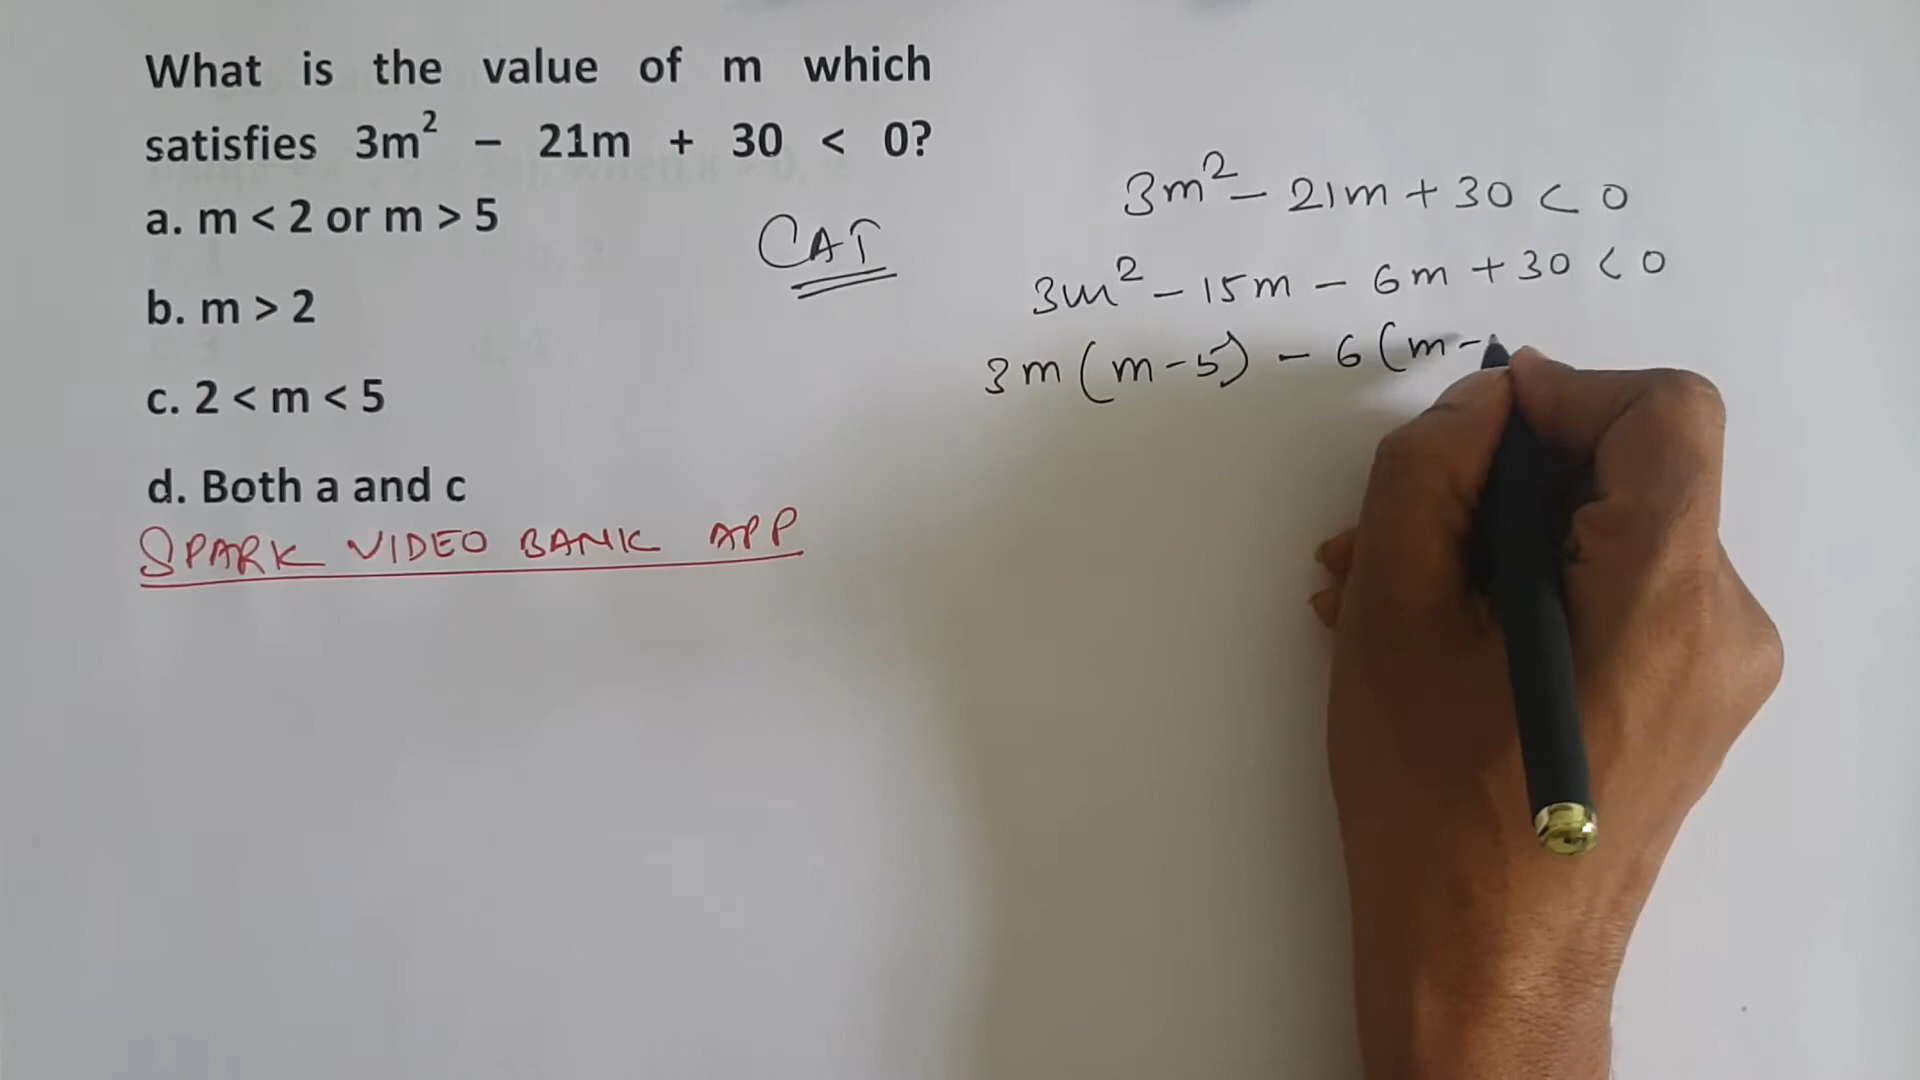 What is the value of m which
satisfies 3m² – 21m + 30 < 0?
a. m < 2 or m > 5
b. m > 2
c. 2 < m < 5
d. Both a and c
SPARK VIDEO BANK APP
CAT
3m² – 21m + 30 < 0
3m² – 15m – 6m + 30 < 0
3m (m – 5) – 6 (m –